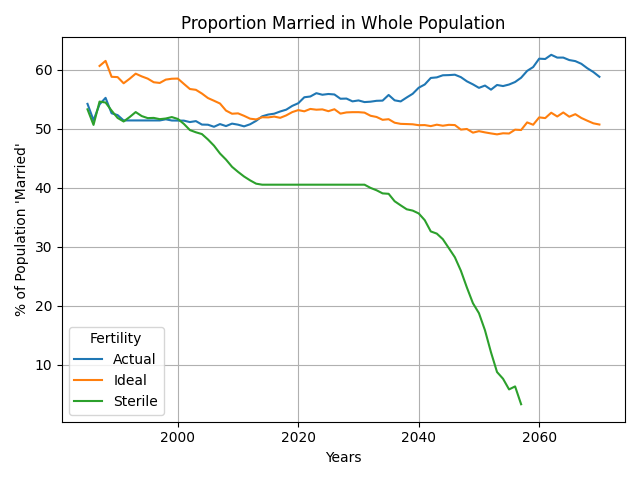 Proportion Married in Whole Population
% of Population 'Married'
60
50
40
30
20
10
Fertility
Actual
Ideal
Sterile
2000
2020
2040
2060
Years